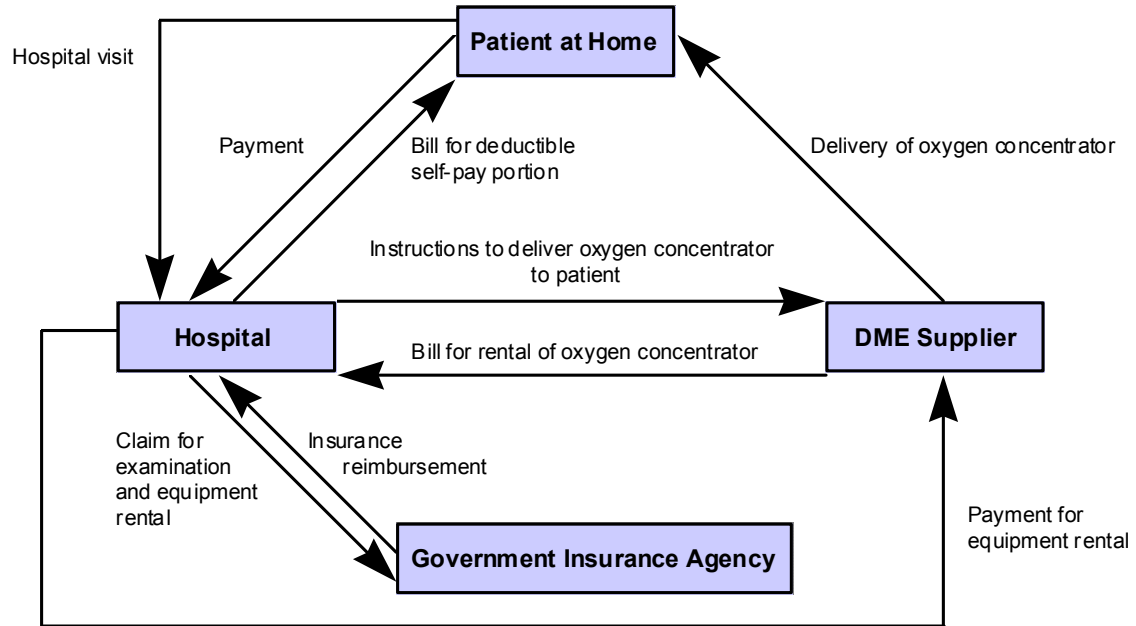 Patient at Home
Hospital visit
Payment
Bill for deductible
self-pay portion
Delivery of oxygen concentrator
Instructions to deliver oxygen concentrator
to patient
Hospital
DME Supplier
Bill for rental of oxygen concentrator
Claim for
examination
and equipment
rental
Insurance
reimbursement
Payment for
equipment rental
Government Insurance Agency